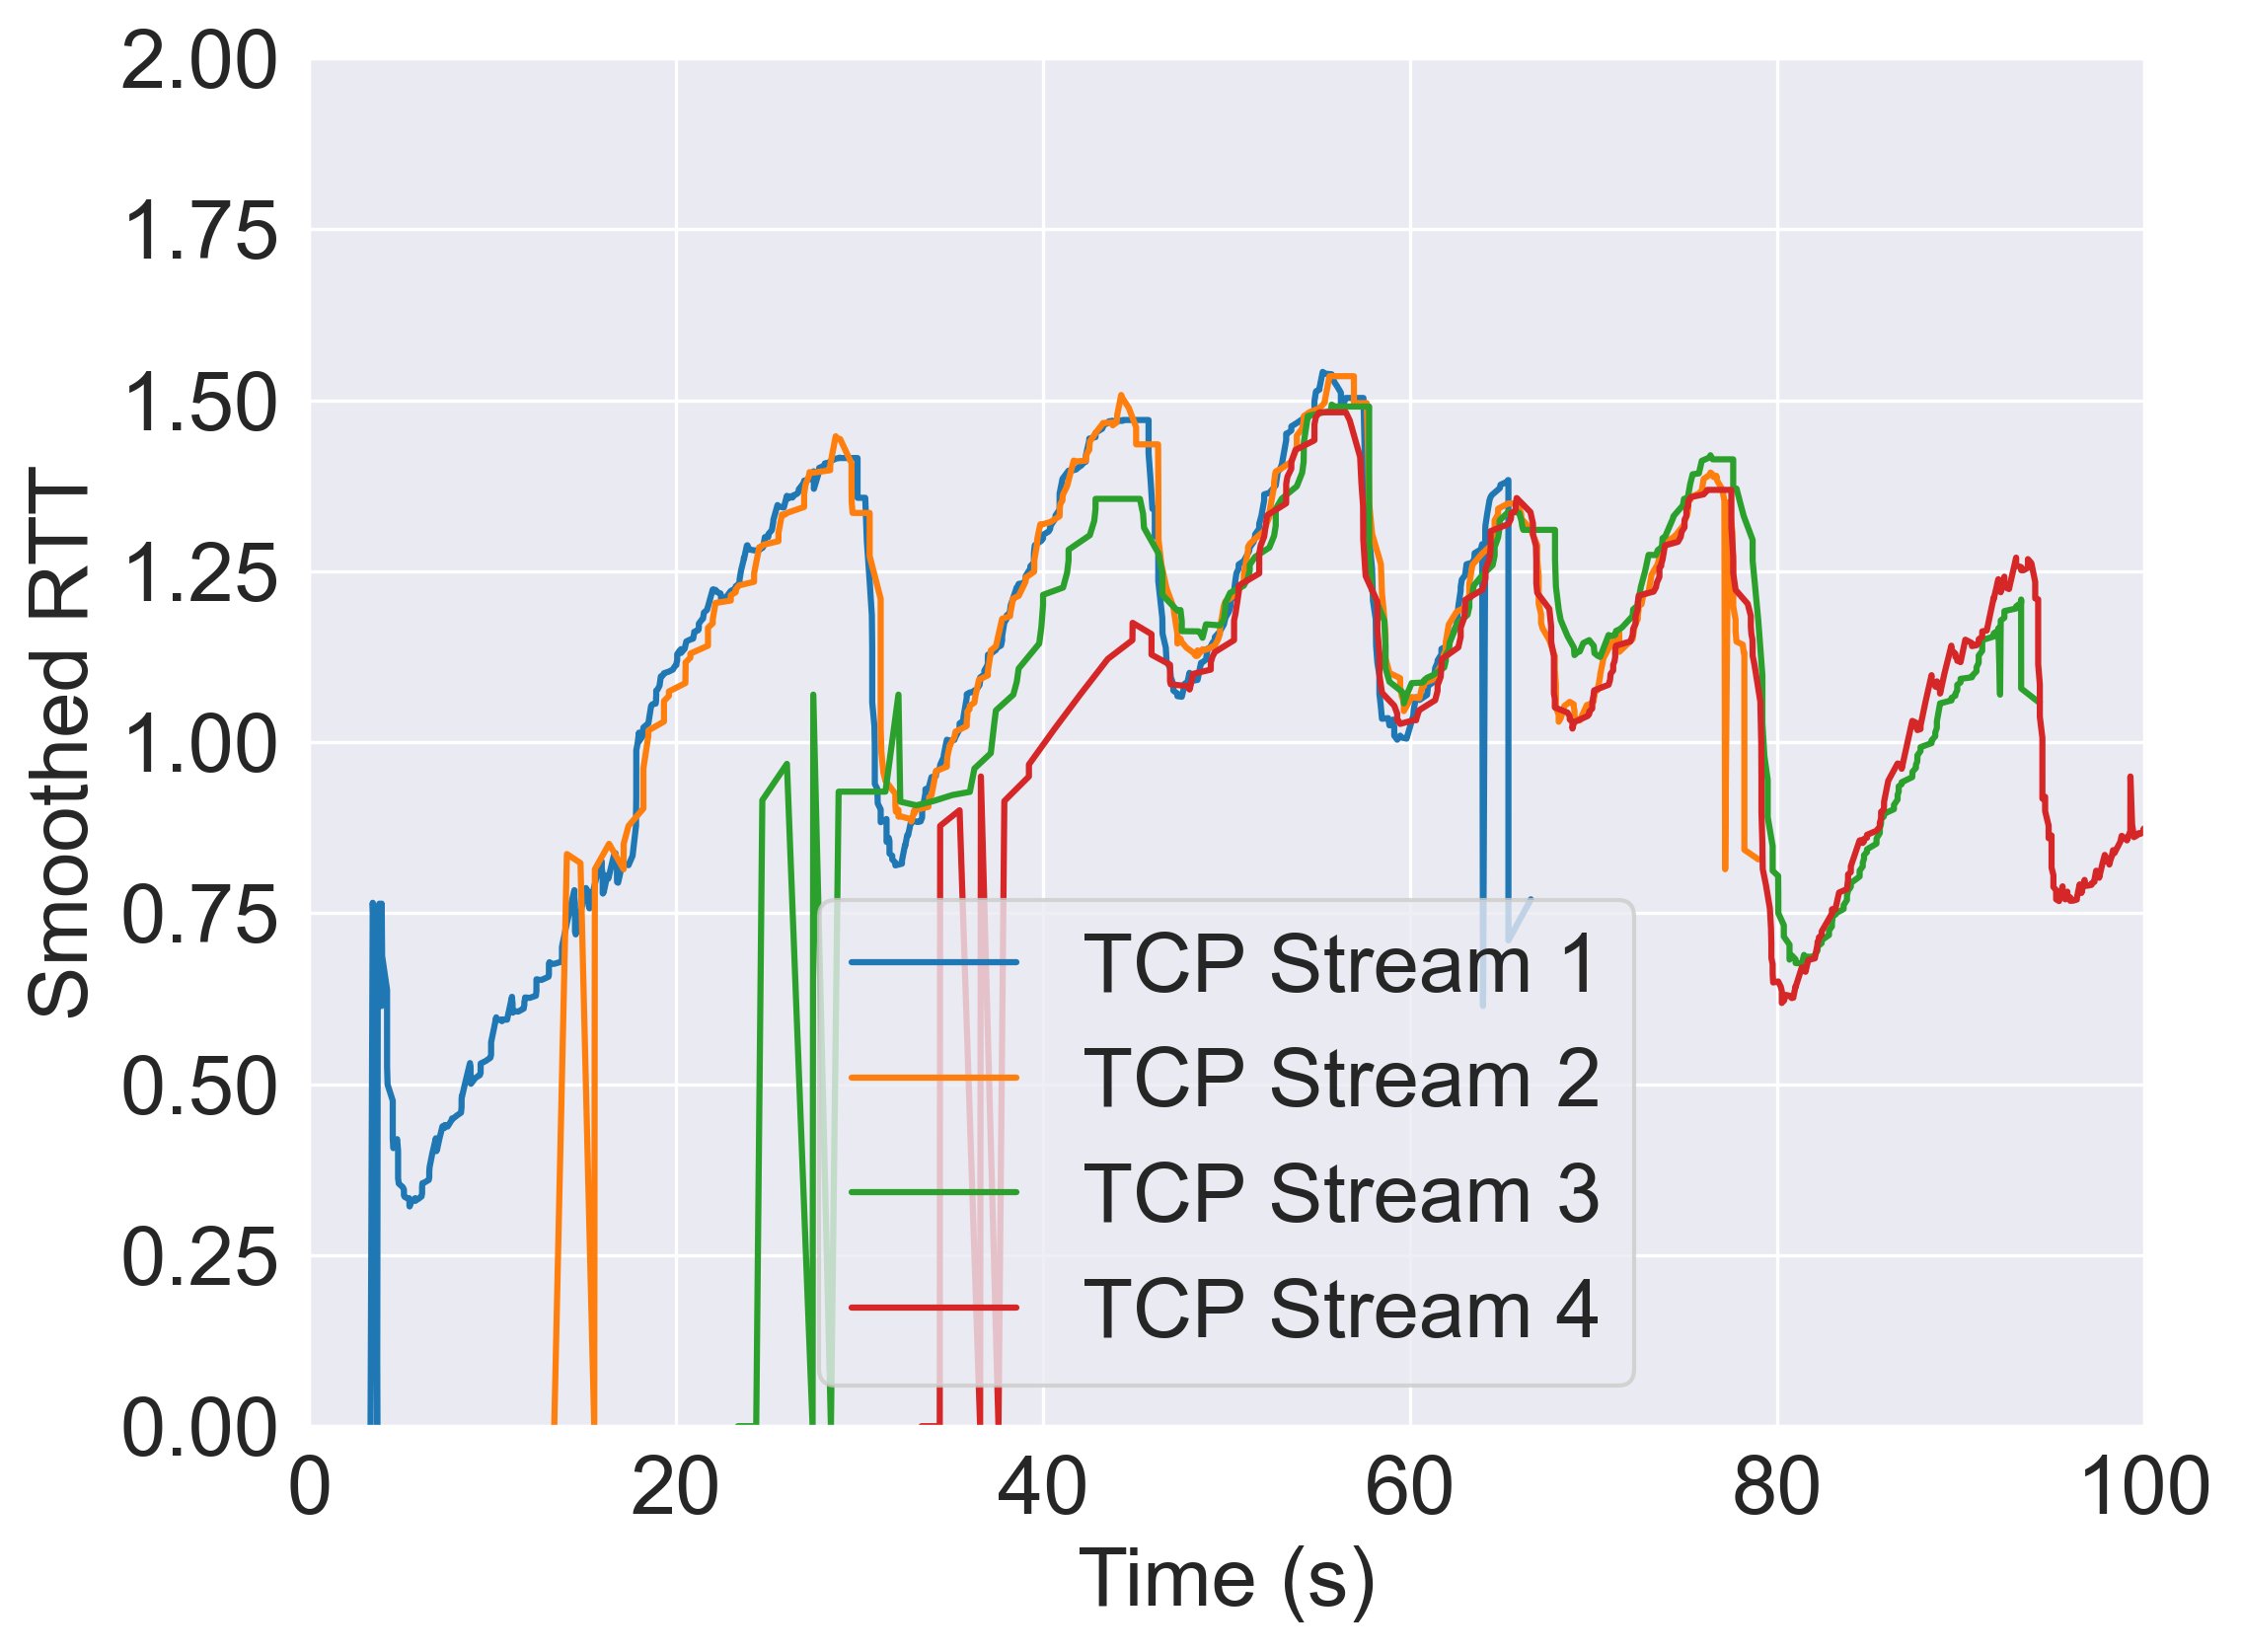 2.00
1.75
1.50
1.25
1.00
0.75
0.50
0.25
0.00
Smoothed RTT
TCP Stream 1
TCP Stream 2
TCP Stream 3
TCP Stream 4
0 20 40 60 80 100
Time (s)